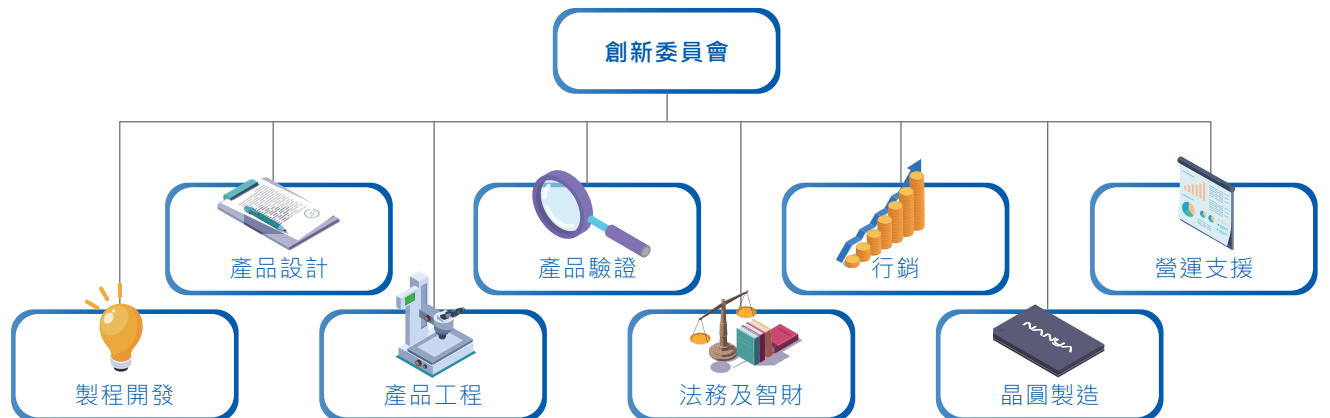 創新委員會
產品設計
產品驗證
行銷
營運支援
製程開發
產品工程
法務及智財
NANYA
晶圓製造